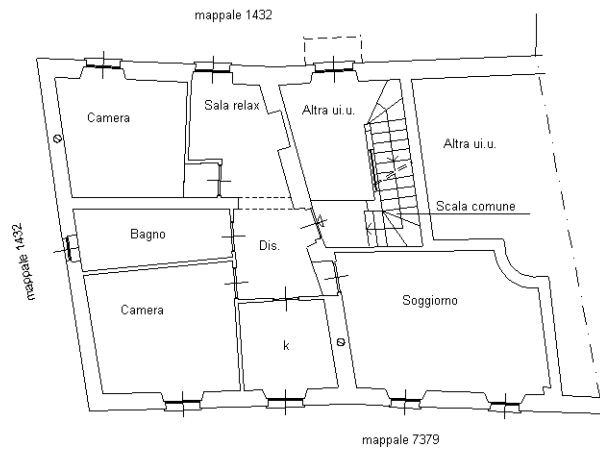 mappale 1432
Camera
Sala relax
Altra ui.u.
Altra ui.u.
Scala comune
Bagno
Dis.
mappale 1432
Camera
Soggiorno
k
mappale 7379